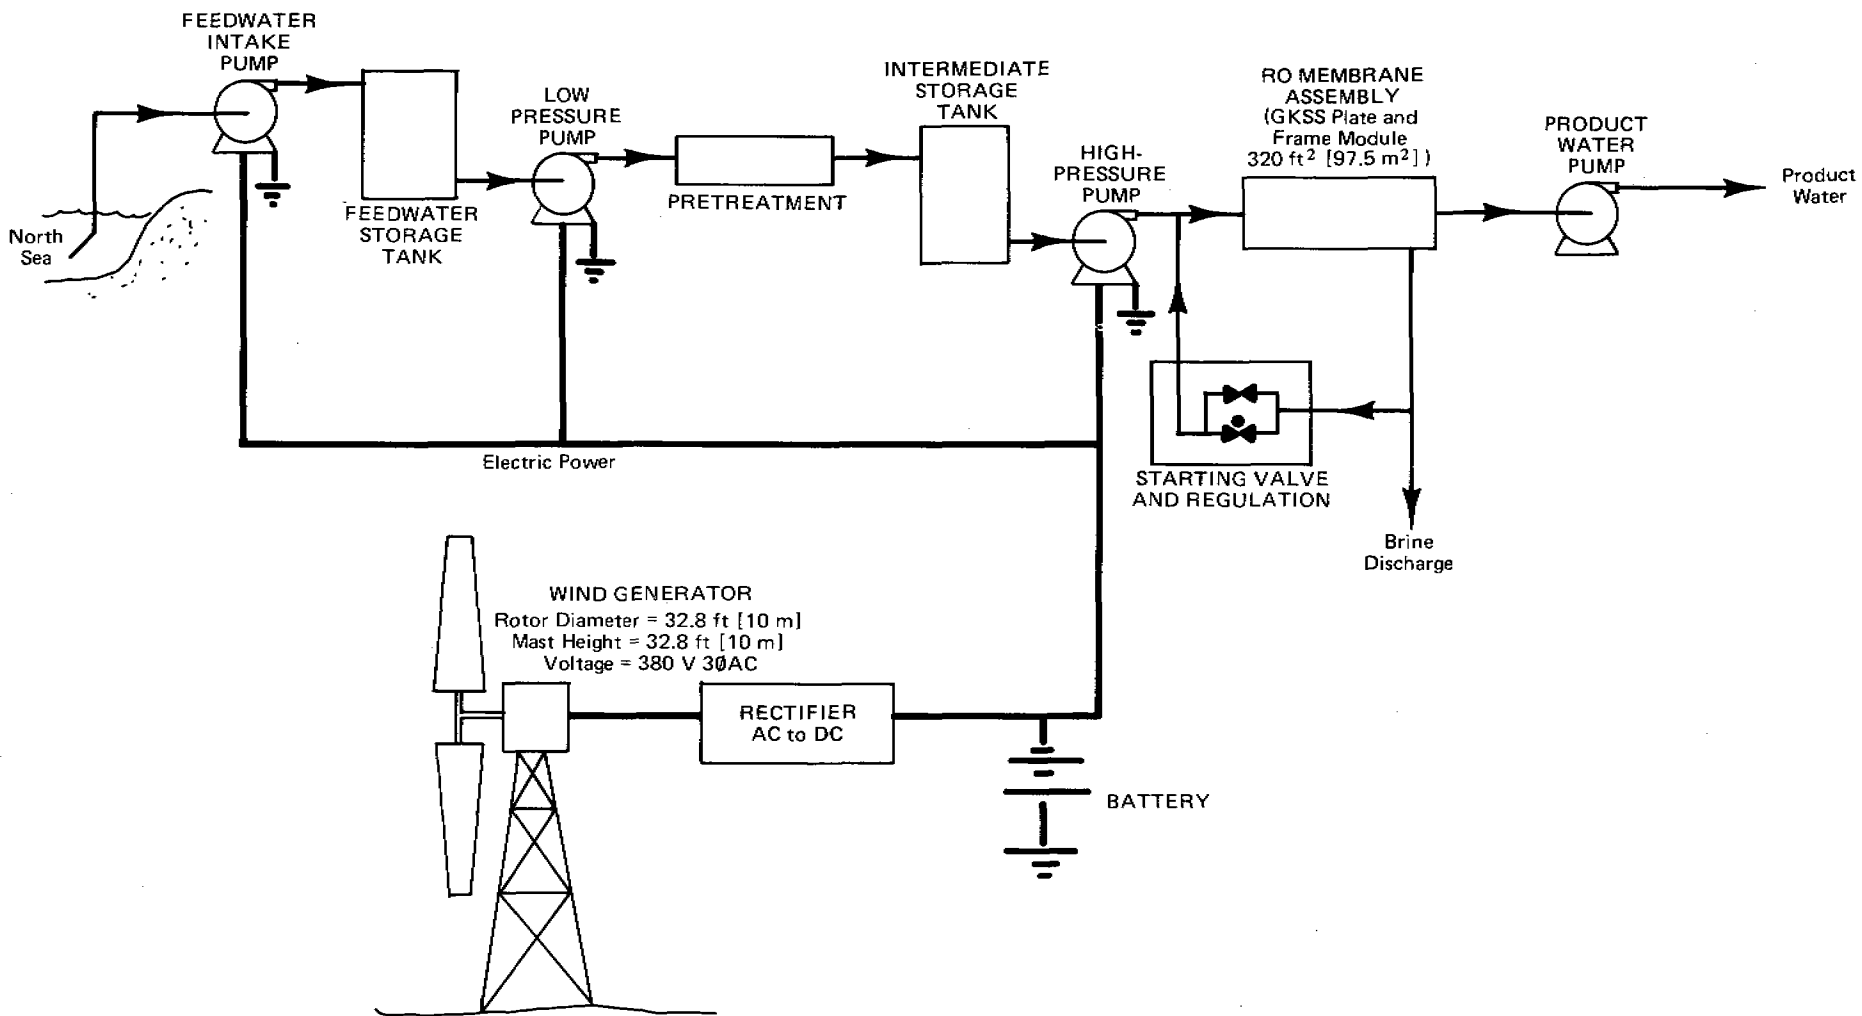 FEEDWATER
INTAKE
PUMP
North
Sea
FEEDWATER
STORAGE
TANK
LOW
PRESSURE
PUMP
PRETREATMENT
INTERMEDIATE
STORAGE
TANK
HIGH-
PRESSURE
PUMP
RO MEMBRANE
ASSEMBLY
(GKSS Plate and
Frame Module
320 ft² [97.5 m²] )
PRODUCT
WATER
PUMP
Product
Water
Electric Power
STARTING VALVE
AND REGULATION
Brine
Discharge
WIND GENERATOR
Rotor Diameter = 32.8 ft [10 m]
Mast Height = 32.8 ft [10 m]
Voltage = 380 V 3ØAC
RECTIFIER
AC to DC
BATTERY